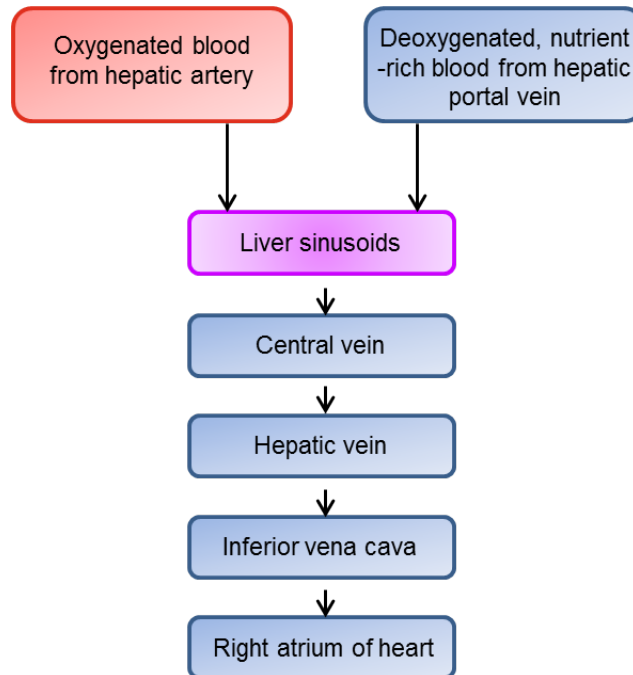 Oxygenated blood
from hepatic artery
Deoxygenated, nutrient
-rich blood from hepatic
portal vein
Liver sinusoids
Central vein
Hepatic vein
Inferior vena cava
Right atrium of heart